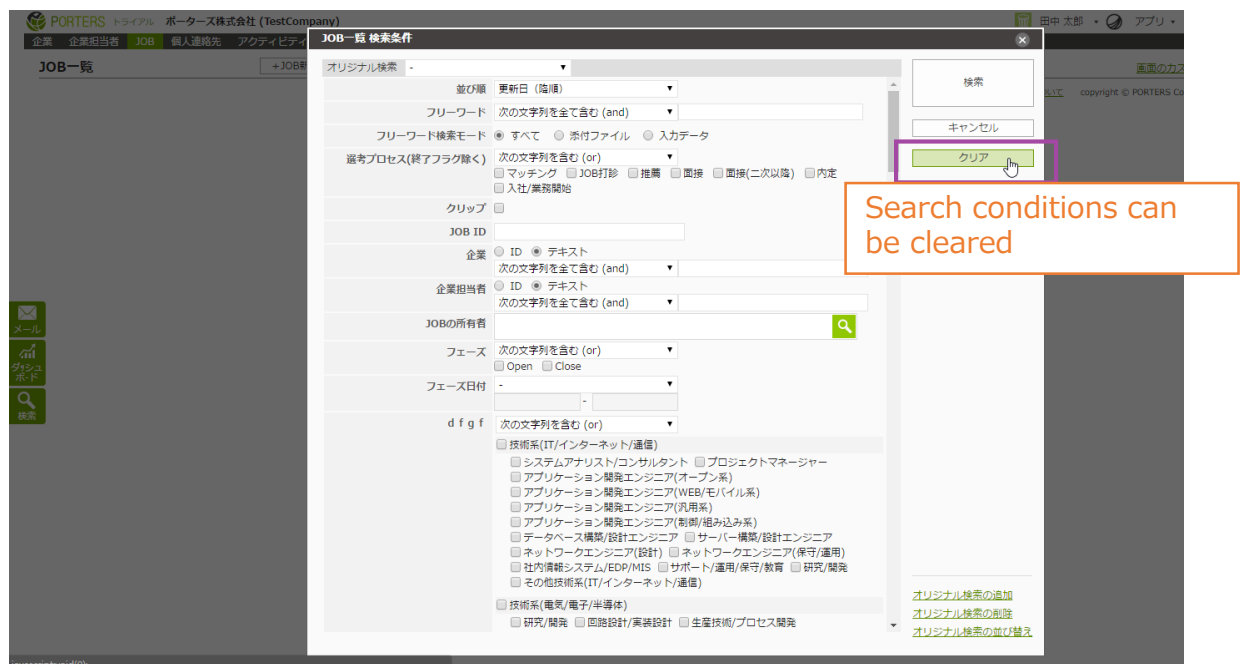 PORTERS トライアル ポーターズ株式会社 (TestCompany)
田中 太郎 アプリ
企業 企業担当者 JOB 個人連絡先 アクティビティ
JOB一覧 検索条件
JOB一覧
+JOB新
画面のカス
copyright © PORTERS Co
オリジナル検索 -
検索
並び順 更新日（降順）
フリーワード 次の文字列を全て含む (and)
キャンセル
フリーワード検索モード すべて 添付ファイル 入力データ
クリア
選考プロセス(終了フラグ除く) 次の文字列を含む (or)
マッチング JOB打診 推薦 面接 面接(二次以降) 内定
入社/業務開始
Search conditions can
be cleared
クリップ
JOB ID
企業 ID テキスト
次の文字列を全て含む (and)
企業担当者 ID テキスト
次の文字列を全て含む (and)
メール
JOBの所有者
フェーズ 次の文字列を含む (or)
Open Close
ダッシュ
ボード
フェーズ日付 -
-
検索
d f g f 次の文字列を含む (or)
技術系(IT/インターネット/通信)
システムアナリスト/コンサルタント プロジェクトマネージャー
アプリケーション開発エンジニア(オープン系)
アプリケーション開発エンジニア(WEB/モバイル系)
アプリケーション開発エンジニア(汎用系)
アプリケーション開発エンジニア(制御/組み込み系)
データベース構築/設計エンジニア サーバー構築/設計エンジニア
ネットワークエンジニア(設計) ネットワークエンジニア(保守/運用)
社内情報システム/EDP/MIS サポート/運用/保守/教育 研究/開発
その他技術系(IT/インターネット/通信)
技術系(電気/電子/半導体)
研究/開発 回路設計/実装設計 生産技術/プロセス開発
オリジナル検索の追加
オリジナル検索の削除
オリジナル検索の並び替え